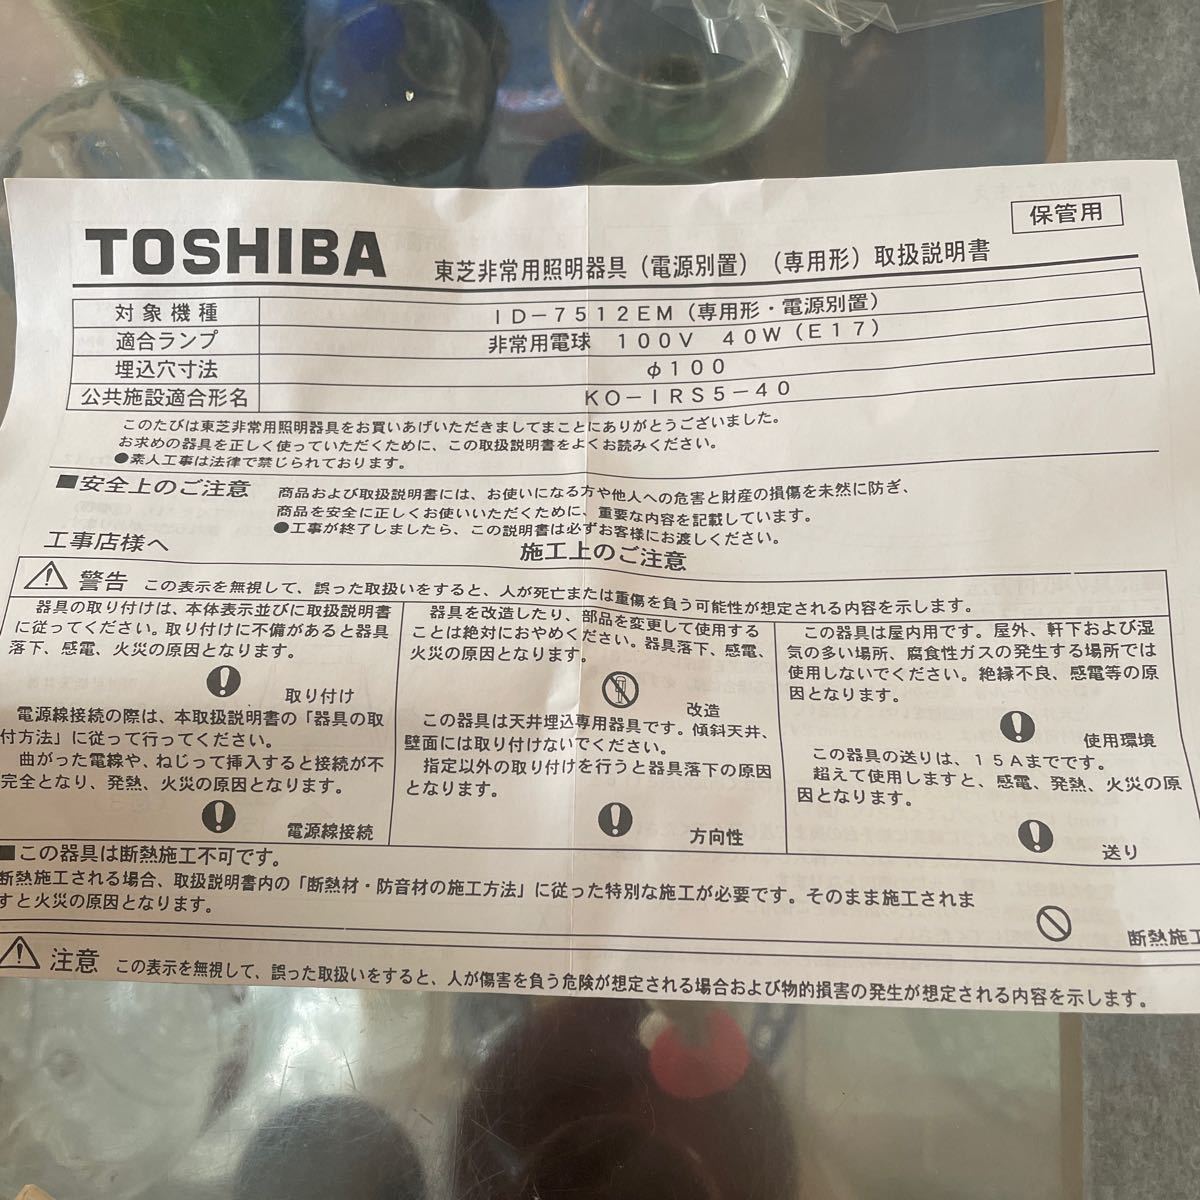 保管用
TOSHIBA 東芝非常用照明器具（電源別置）（専用形）取扱説明書
対象機種 ＩＤ－７５１２ＥＭ（専用形・電源別置）
適合ランプ 非常用電球　１００Ｖ　４０Ｗ（Ｅ１７）
埋込穴寸法 φ１００
公共施設適合形名 ＫＯ－ＩＲＳ５－４０
このたびは東芝非常用照明器具をお買いあげいただきましてまことにありがとうございました。
お求めの器具を正しく使っていただくために、この取扱説明書をよくお読みください。
●素人工事は法律で禁じられております。
■安全上のご注意 商品および取扱説明書には、お使いになる方や他人への危害と財産の損傷を未然に防ぎ、
商品を安全に正しくお使いいただくために、重要な内容を記載しています。
●工事が終了しましたら、この説明書は必ずお客様にお渡しください。
工事店様へ 施工上のご注意
警告 この表示を無視して、誤った取扱いをすると、人が死亡または重傷を負う可能性が想定される内容を示します。
器具の取り付けは、本体表示並びに取扱説明書
に従ってください。取り付けに不備があると器具
落下、感電、火災の原因となります。
取り付け
電源線接続の際は、本取扱説明書の「器具の取
付方法」に従って行ってください。
曲がった電線や、ねじって挿入すると接続が不
完全となり、発熱、火災の原因となります。
電源線接続
器具を改造したり、部品を変更して使用する
ことは絶対におやめください。器具落下、感電、
火災の原因となります。
改造
この器具は天井埋込専用器具です。傾斜天井、
壁面には取り付けないでください。
指定以外の取り付けを行うと器具落下の原因
となります。
方向性
この器具は屋内用です。屋外、軒下および湿
気の多い場所、腐食性ガスの発生する場所では
使用しないでください。絶縁不良、感電等の原
因となります。
使用環境
この器具の送りは、１５Ａまでです。
超えて使用しますと、感電、発熱、火災の原
因となります。
送り
■この器具は断熱施工不可です。
断熱施工される場合、取扱説明書内の「断熱材・防音材の施工方法」に従った特別な施工が必要です。そのまま施工されま
すと火災の原因となります。
断熱施工
注意 この表示を無視して、誤った取扱いをすると、人が傷害を負う危険が想定される場合および物的損害の発生が想定される内容を示します。